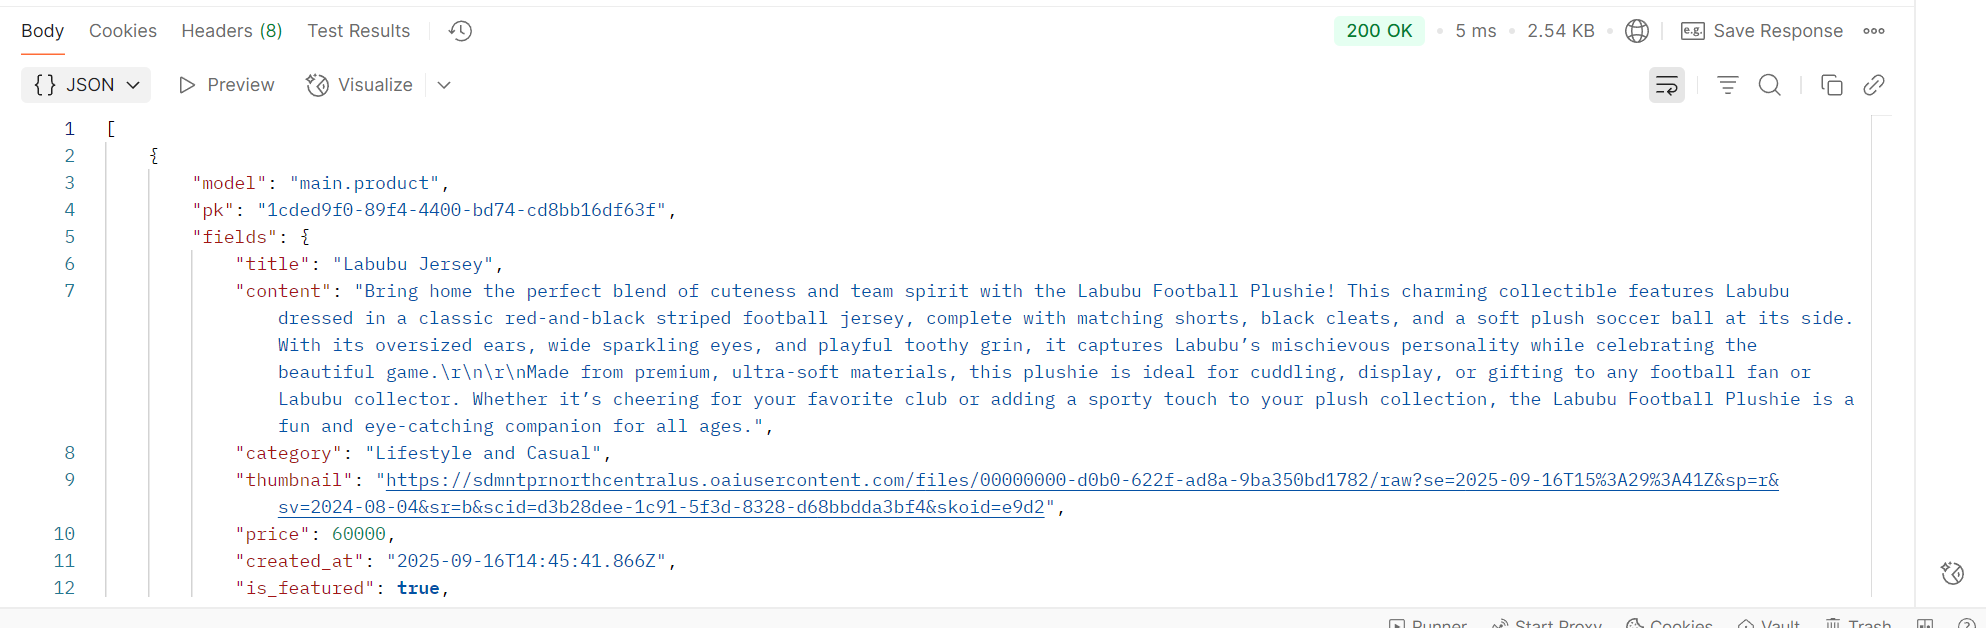 Body Cookies Headers (8) Test Results 200 OK • 5 ms • 2.54 KB • e.g. Save Response
{} JSON Preview Visualize
1 [
2 {
3 "model": "main.product",
4 "pk": "1cded9f0-89f4-4400-bd74-cd8bb16df63f",
5 "fields": {
6 "title": "Labubu Jersey",
7 "content": "Bring home the perfect blend of cuteness and team spirit with the Labubu Football Plushie! This charming collectible features Labubu
dressed in a classic red-and-black striped football jersey, complete with matching shorts, black cleats, and a soft plush soccer ball at its side.
With its oversized ears, wide sparkling eyes, and playful toothy grin, it captures Labubu’s mischievous personality while celebrating the
beautiful game.\r\n\r\nMade from premium, ultra-soft materials, this plushie is ideal for cuddling, display, or gifting to any football fan or
Labubu collector. Whether it’s cheering for your favorite club or adding a sporty touch to your plush collection, the Labubu Football Plushie is a
fun and eye-catching companion for all ages.",
8 "category": "Lifestyle and Casual",
9 "thumbnail": "https://sdmntprnorthcentralus.oaiusercontent.com/files/00000000-d0b0-622f-ad8a-9ba350bd1782/raw?se=2025-09-16T15%3A29%3A41Z&sp=r&
sv=2024-08-04&sr=b&scid=d3b28dee-1c91-5f3d-8328-d68bbdda3bf4&skoid=e9d2",
10 "price": 60000,
11 "created_at": "2025-09-16T14:45:41.866Z",
12 "is_featured": true,
Runner Start Proxy Cookies Vault Trash